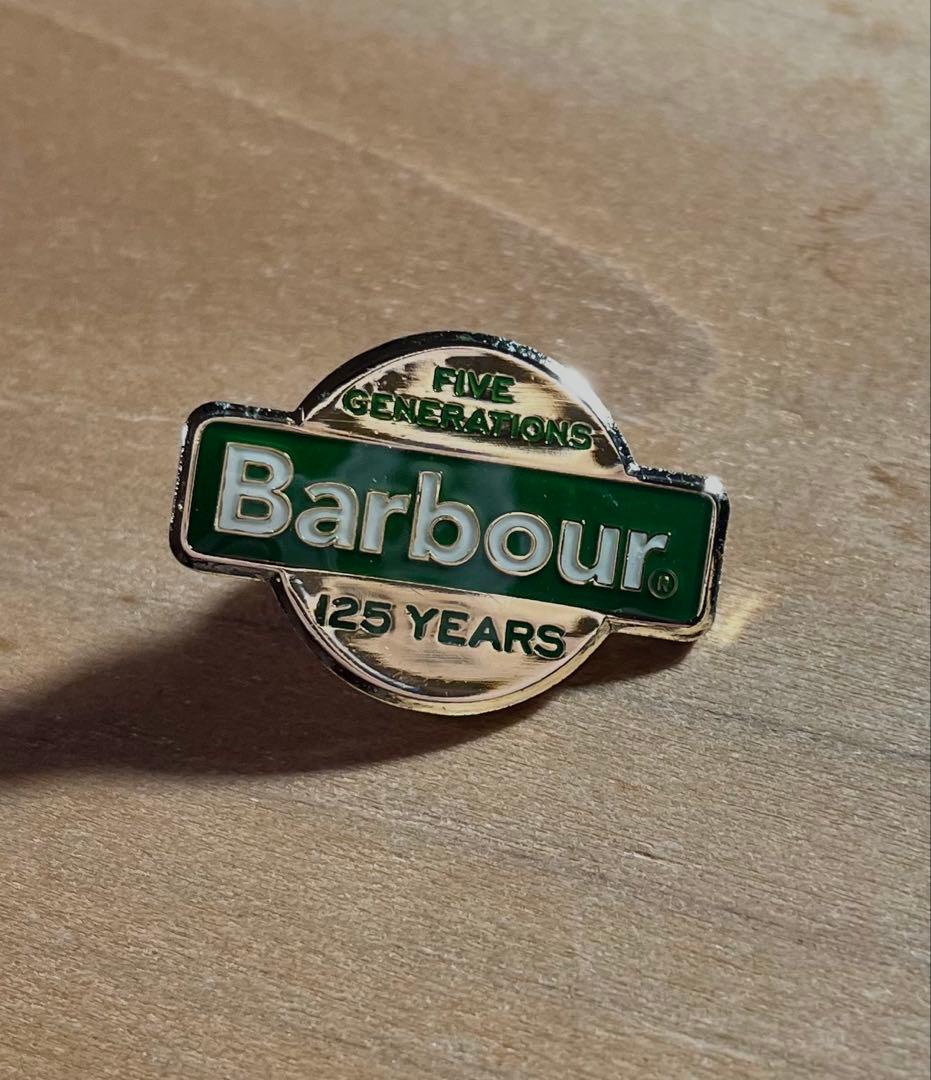 FIVE
GENERATIONS
Barbour®
125 YEARS